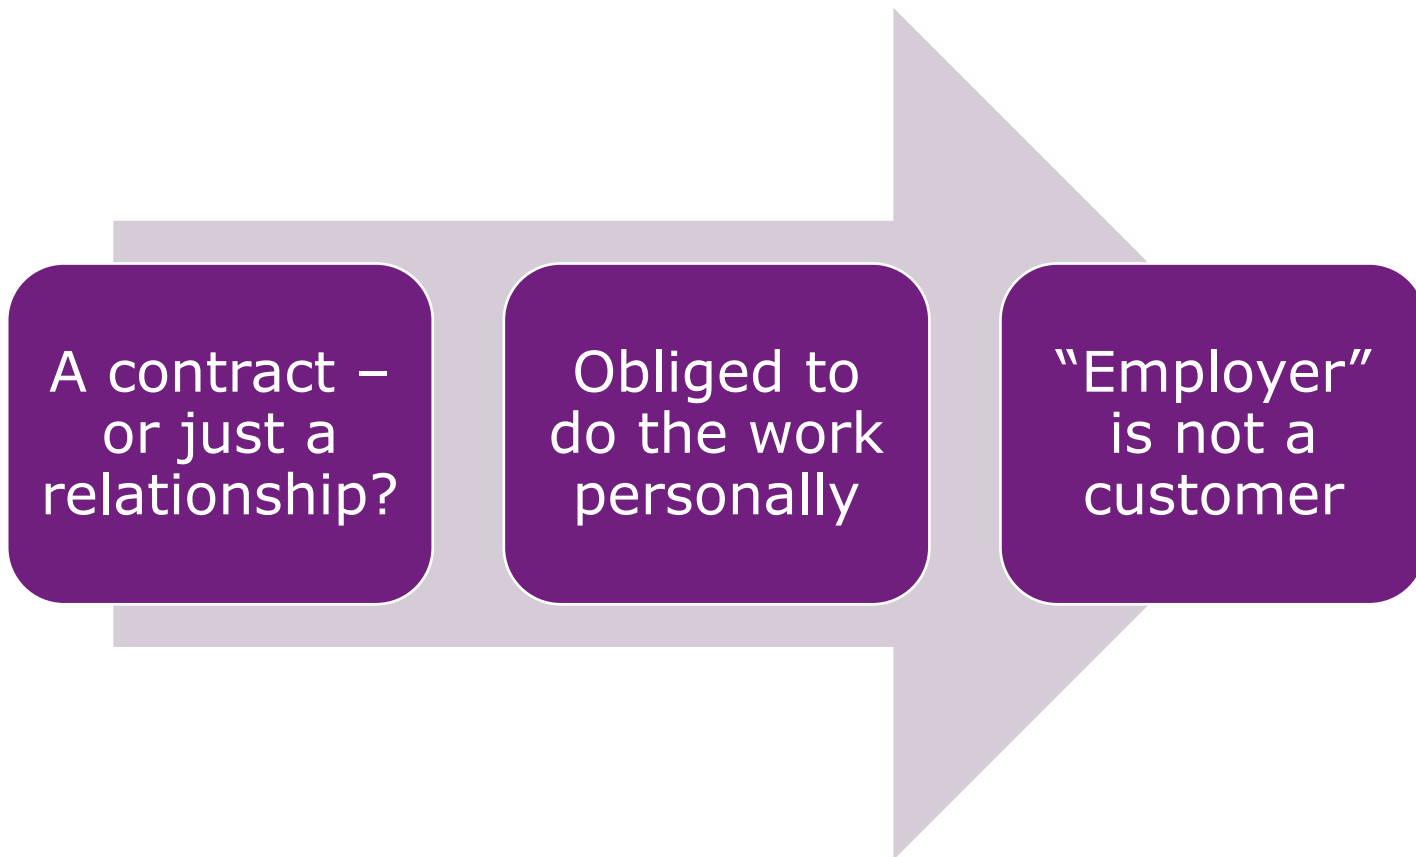 A contract –
or just a
relationship?
Obliged to
do the work
personally
“Employer”
is not a
customer